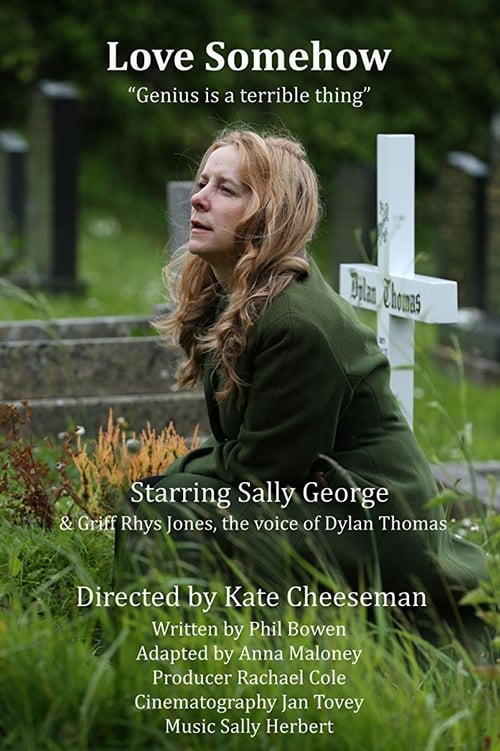 Love Somehow
“Genius is a terrible thing”
Dylan Thomas
Starring Sally George
& Griff Rhys Jones, the voice of Dylan Thomas
Directed by Kate Cheeseman
Written by Phil Bowen
Adapted by Anna Maloney
Producer Rachael Cole
Cinematography Jan Tovey
Music Sally Herbert